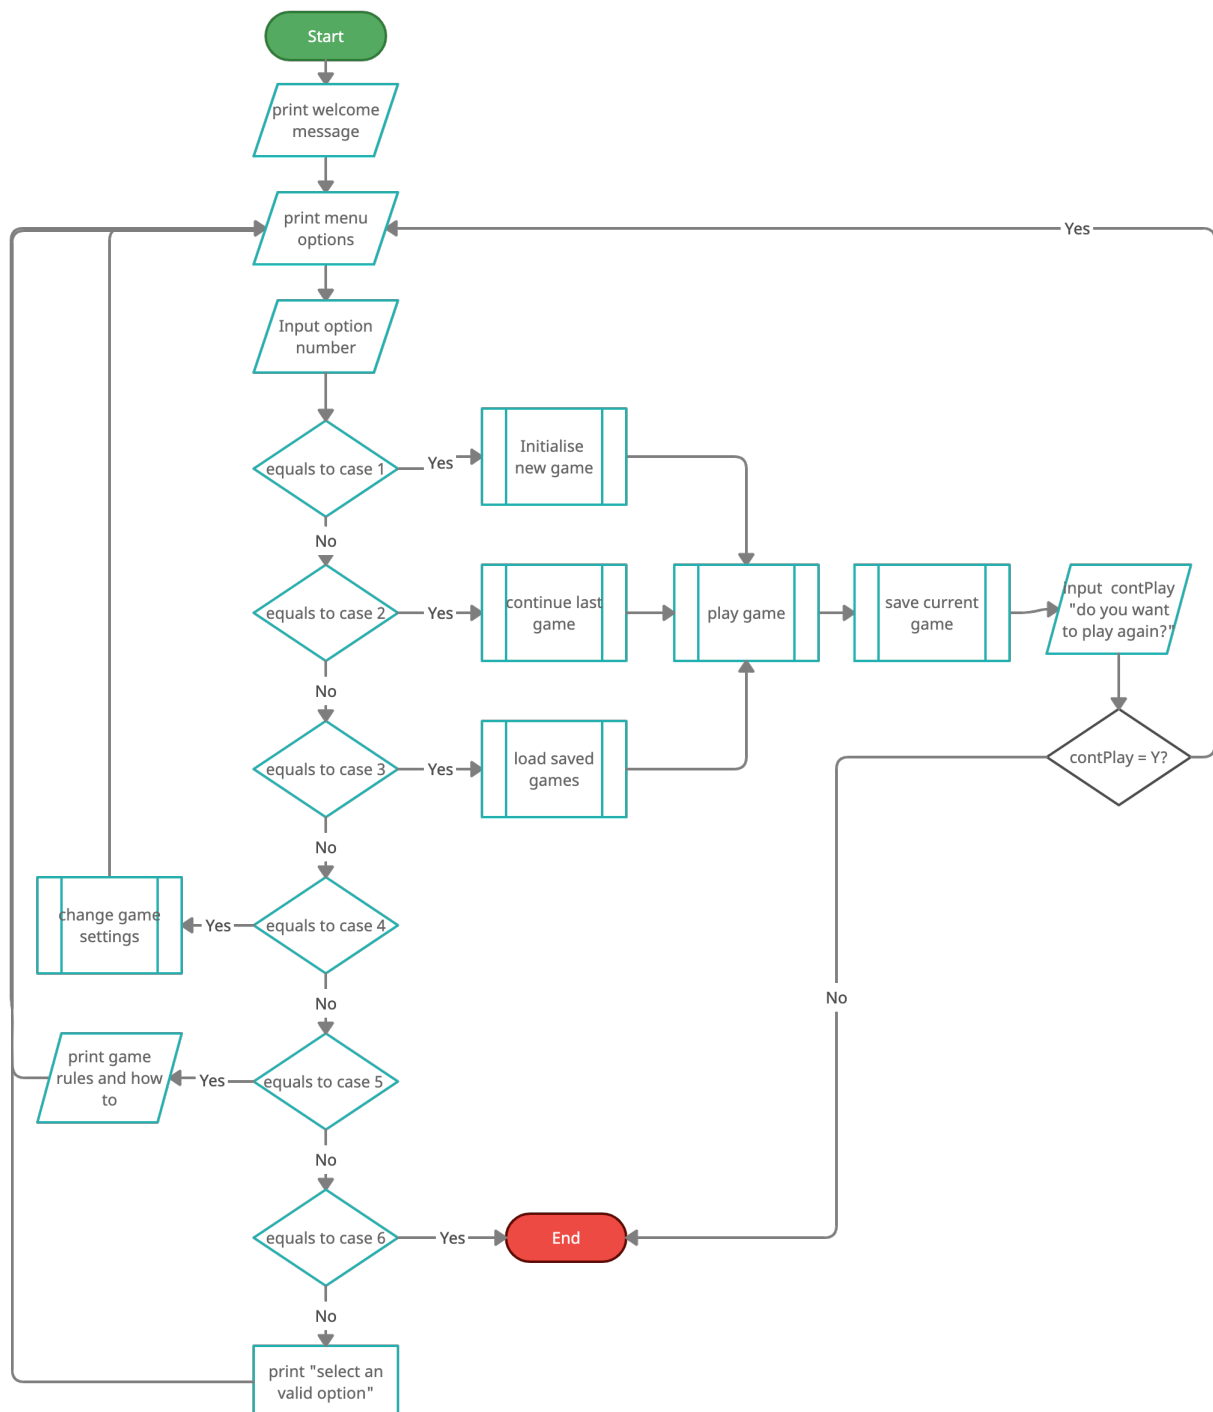 Start
print welcome
message
print menu
options
Yes
Input option
number
equals to case 1
Yes
Initialise
new game
No
equals to case 2
Yes
continue last
game
play game
save current
game
input  contPlay
"do you want
to play again?"
No
equals to case 3
Yes
load saved
games
contPlay = Y?
No
equals to case 4
Yes
change game
settings
No
No
equals to case 5
Yes
print game
rules and how
to
No
equals to case 6
Yes
End
No
print "select an
valid option"